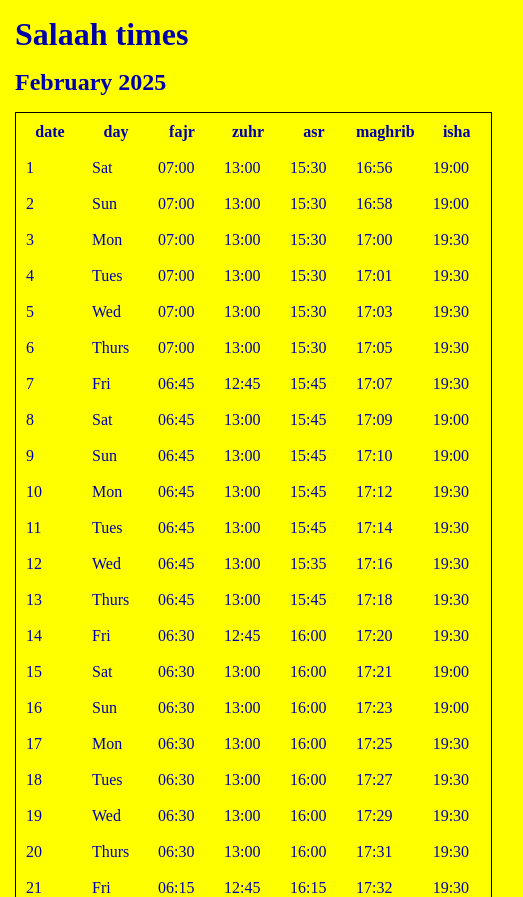 Salaah times
February 2025
date day fajr zuhr asr maghrib isha
1 Sat 07:00 13:00 15:30 16:56 19:00
2 Sun 07:00 13:00 15:30 16:58 19:00
3 Mon 07:00 13:00 15:30 17:00 19:30
4 Tues 07:00 13:00 15:30 17:01 19:30
5 Wed 07:00 13:00 15:30 17:03 19:30
6 Thurs 07:00 13:00 15:30 17:05 19:30
7 Fri 06:45 12:45 15:45 17:07 19:30
8 Sat 06:45 13:00 15:45 17:09 19:00
9 Sun 06:45 13:00 15:45 17:10 19:00
10 Mon 06:45 13:00 15:45 17:12 19:30
11 Tues 06:45 13:00 15:45 17:14 19:30
12 Wed 06:45 13:00 15:35 17:16 19:30
13 Thurs 06:45 13:00 15:45 17:18 19:30
14 Fri 06:30 12:45 16:00 17:20 19:30
15 Sat 06:30 13:00 16:00 17:21 19:00
16 Sun 06:30 13:00 16:00 17:23 19:00
17 Mon 06:30 13:00 16:00 17:25 19:30
18 Tues 06:30 13:00 16:00 17:27 19:30
19 Wed 06:30 13:00 16:00 17:29 19:30
20 Thurs 06:30 13:00 16:00 17:31 19:30
21 Fri 06:15 12:45 16:15 17:32 19:30